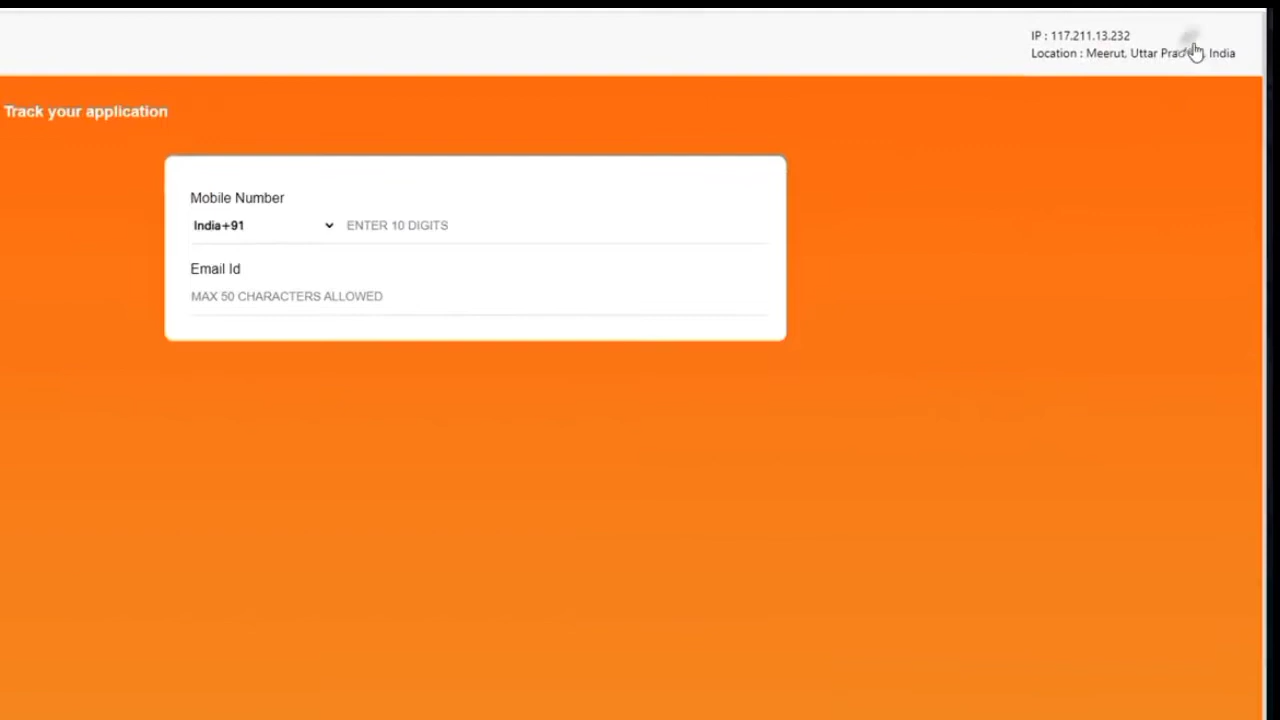 IP : 117.211.13.232
Location : Meerut, Uttar India
Track your application
Mobile Number
India+91 ENTER 10 DIGITS
Email Id
MAX 50 CHARACTERS ALLOWED